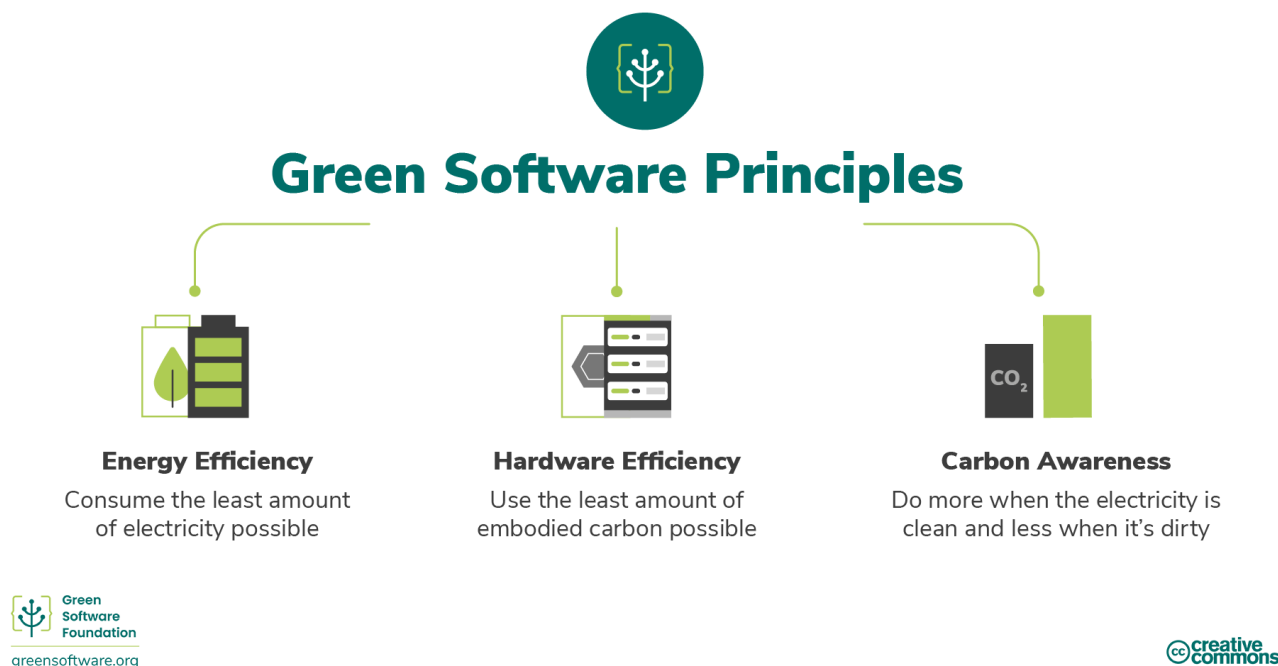 Green Software Principles
CO2
Energy Efficiency
Consume the least amount
of electricity possible
Hardware Efficiency
Use the least amount of
embodied carbon possible
Carbon Awareness
Do more when the electricity is
clean and less when it’s dirty
Green
Software
Foundation
greensoftware.org
cc creative
commons